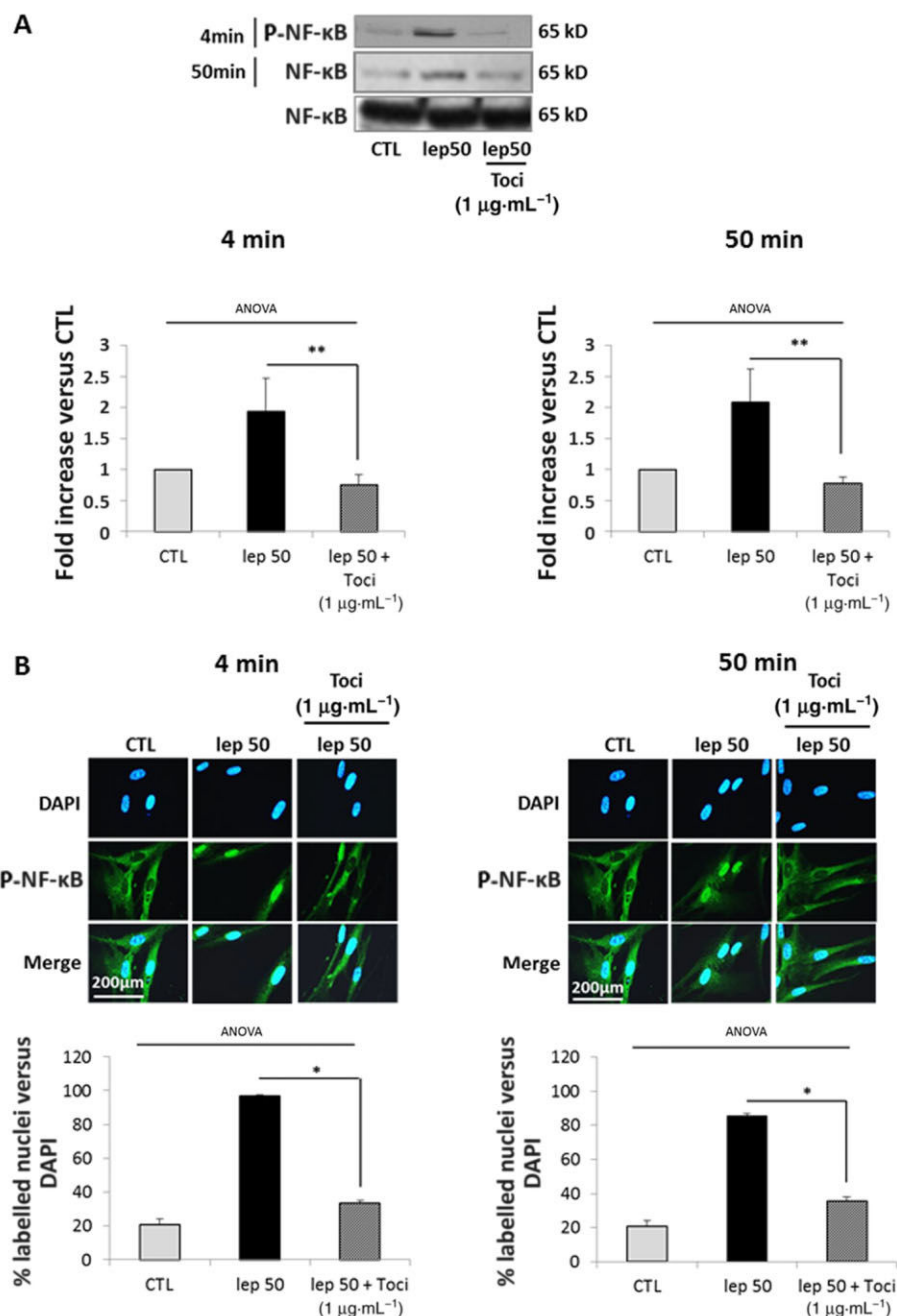 A
4min P-NF-κB 65 kD
50min NF-κB 65 kD
NF-κB 65 kD
CTL lep50 lep50
Toci
(1 μg·mL⁻¹)
4 min
ANOVA
Fold increase versus CTL
3
2.5
2
1.5
1
0.5
0
**
CTL lep 50 lep 50 +
Toci
(1 μg·mL⁻¹)
50 min
ANOVA
Fold increase versus CTL
3
2.5
2
1.5
1
0.5
0
**
CTL lep 50 lep 50 +
Toci
(1 μg·mL⁻¹)
B
4 min
Toci
(1 μg·mL⁻¹)
CTL lep 50 lep 50
DAPI
P-NF-κB
Merge
200μm
ANOVA
% labelled nuclei versus
DAPI
120
100
80
60
40
20
0
*
CTL lep 50 lep 50 + Toci
(1 μg·mL⁻¹)
50 min
Toci
(1 μg·mL⁻¹)
CTL lep 50 lep 50
DAPI
P-NF-κB
Merge
200μm
ANOVA
% labelled nuclei versus
DAPI
120
100
80
60
40
20
0
*
CTL lep 50 lep 50 + Toci
(1 μg·mL⁻¹)